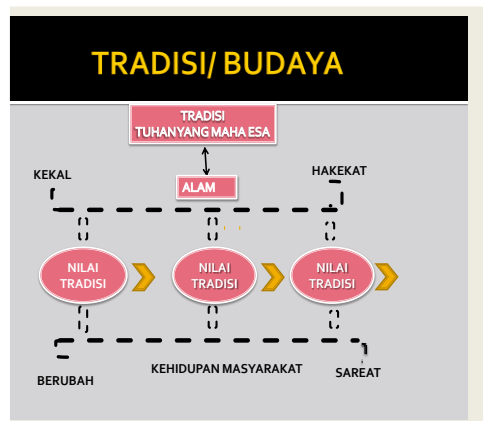 TRADISI/ BUDAYA
TRADISI
TUHANYANG MAHA ESA
KEKAL
HAKEKAT
ALAM
NILAI
TRADISI
NILAI
TRADISI
NILAI
TRADISI
BERUBAH
KEHIDUPAN MASYARAKAT
SAREAT